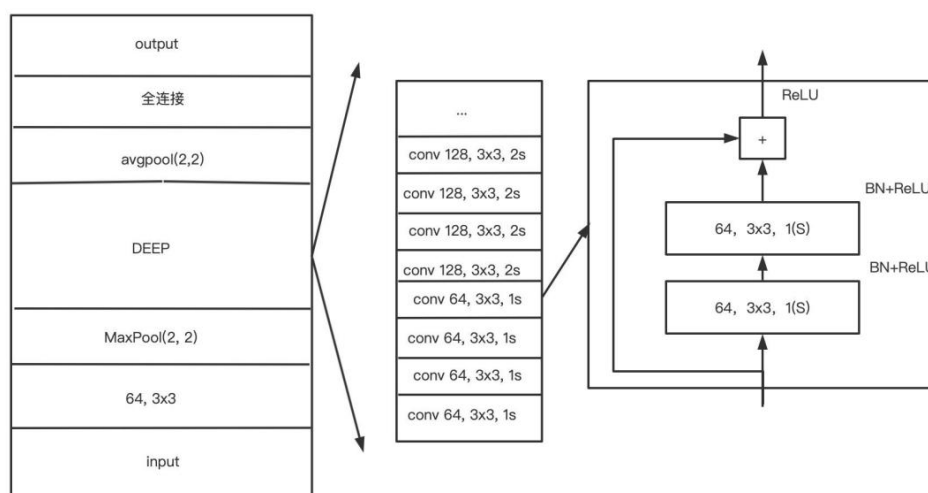 output
全连接
avgpool(2,2)
DEEP
MaxPool(2, 2)
64, 3x3
input
...
conv 128, 3x3, 2s
conv 128, 3x3, 2s
conv 128, 3x3, 2s
conv 128, 3x3, 2s
conv 64, 3x3, 1s
conv 64, 3x3, 1s
conv 64, 3x3, 1s
conv 64, 3x3, 1s
ReLU
+
BN+ReLU
64, 3x3, 1(S)
BN+ReLU
64, 3x3, 1(S)